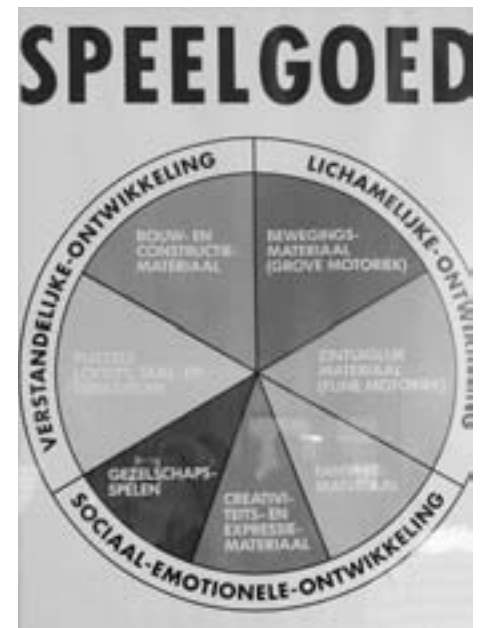 SPEELGOED
VERSTANDELIJKE-ONTWIKKELING
LICHAMELIJKE-ONTWIKKELING
BOUW- EN
CONSTRUCTIE-
MATERIAAL
BEWEGINGS-
MATERIAAL
(GROVE MOTORIEK)
ZINTUIGLIJK
MATERIAAL
(FIJNE MOTORIEK)
GEZELSCHAPS-
SPELEN
CREATIVI-
TEITS- EN
EXPRESSIE-
MATERIAAL
MATERIAAL
SOCIAAL-EMOTIONELE-ONTWIKKELING